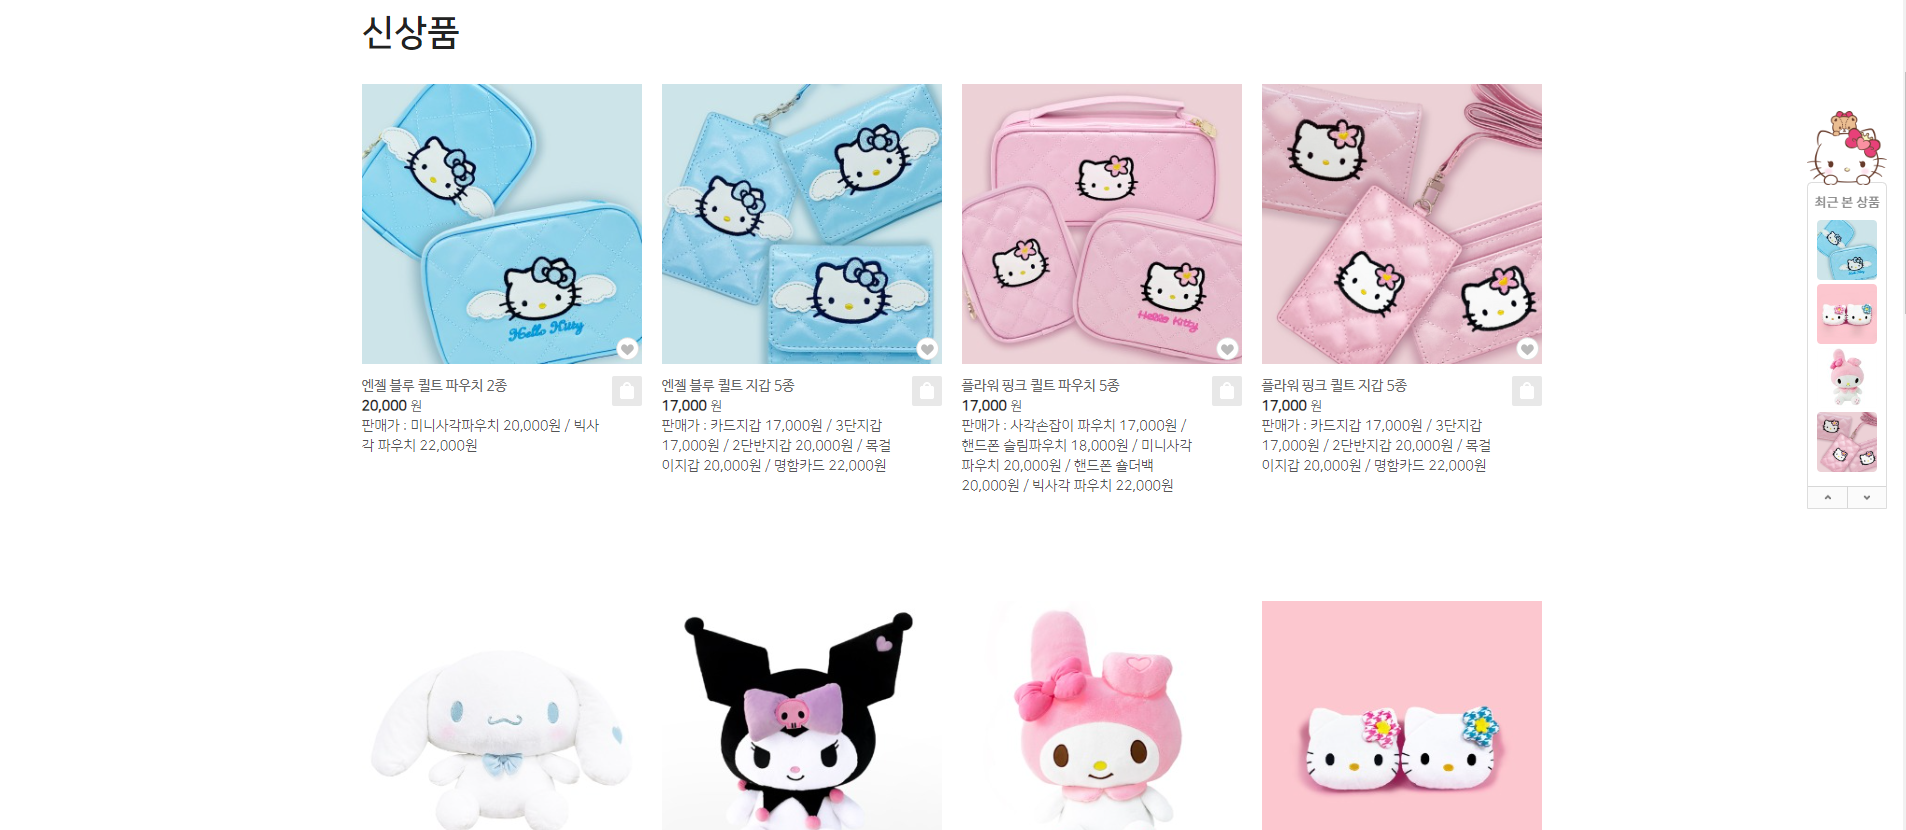 신상품
Hello Kitty
Hello Kitty
엔젤 블루 퀼트 파우치 2종
20,000 원
판매가 : 미니사각파우치 20,000원 / 빅사
각 파우치 22,000원
엔젤 블루 퀼트 지갑 5종
17,000 원
판매가 : 카드지갑 17,000원 / 3단지갑
17,000원 / 2단반지갑 20,000원 / 목걸
이지갑 20,000원 / 명함카드 22,000원
플라워 핑크 퀼트 파우치 5종
17,000 원
판매가 : 사각손잡이 파우치 17,000원 /
핸드폰 슬림파우치 18,000원 / 미니사각
파우치 20,000원 / 핸드폰 숄더백
20,000원 / 빅사각 파우치 22,000원
플라워 핑크 퀼트 지갑 5종
17,000 원
판매가 : 카드지갑 17,000원 / 3단지갑
17,000원 / 2단반지갑 20,000원 / 목걸
이지갑 20,000원 / 명함카드 22,000원
최근 본 상품